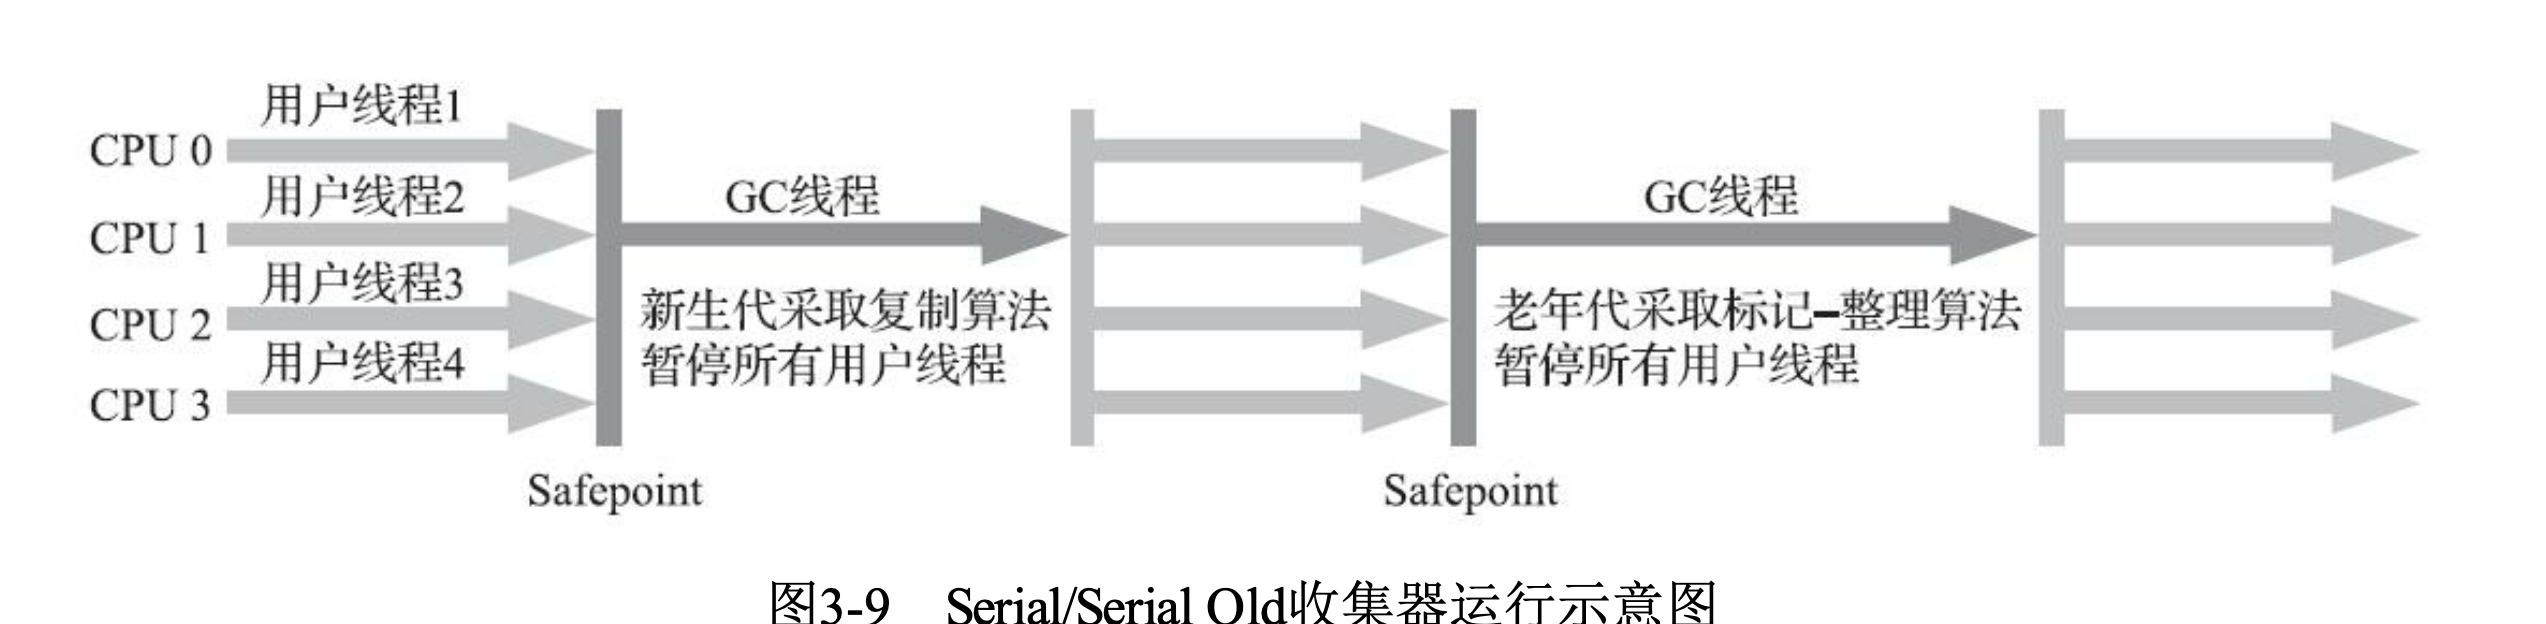 用户线程1
CPU 0
用户线程2
CPU 1
用户线程3
CPU 2
用户线程4
CPU 3
GC线程
新生代采取复制算法
暂停所有用户线程
GC线程
老年代采取标记–整理算法
暂停所有用户线程
Safepoint
Safepoint
图3-9 Serial/Serial Old收集器运行示意图